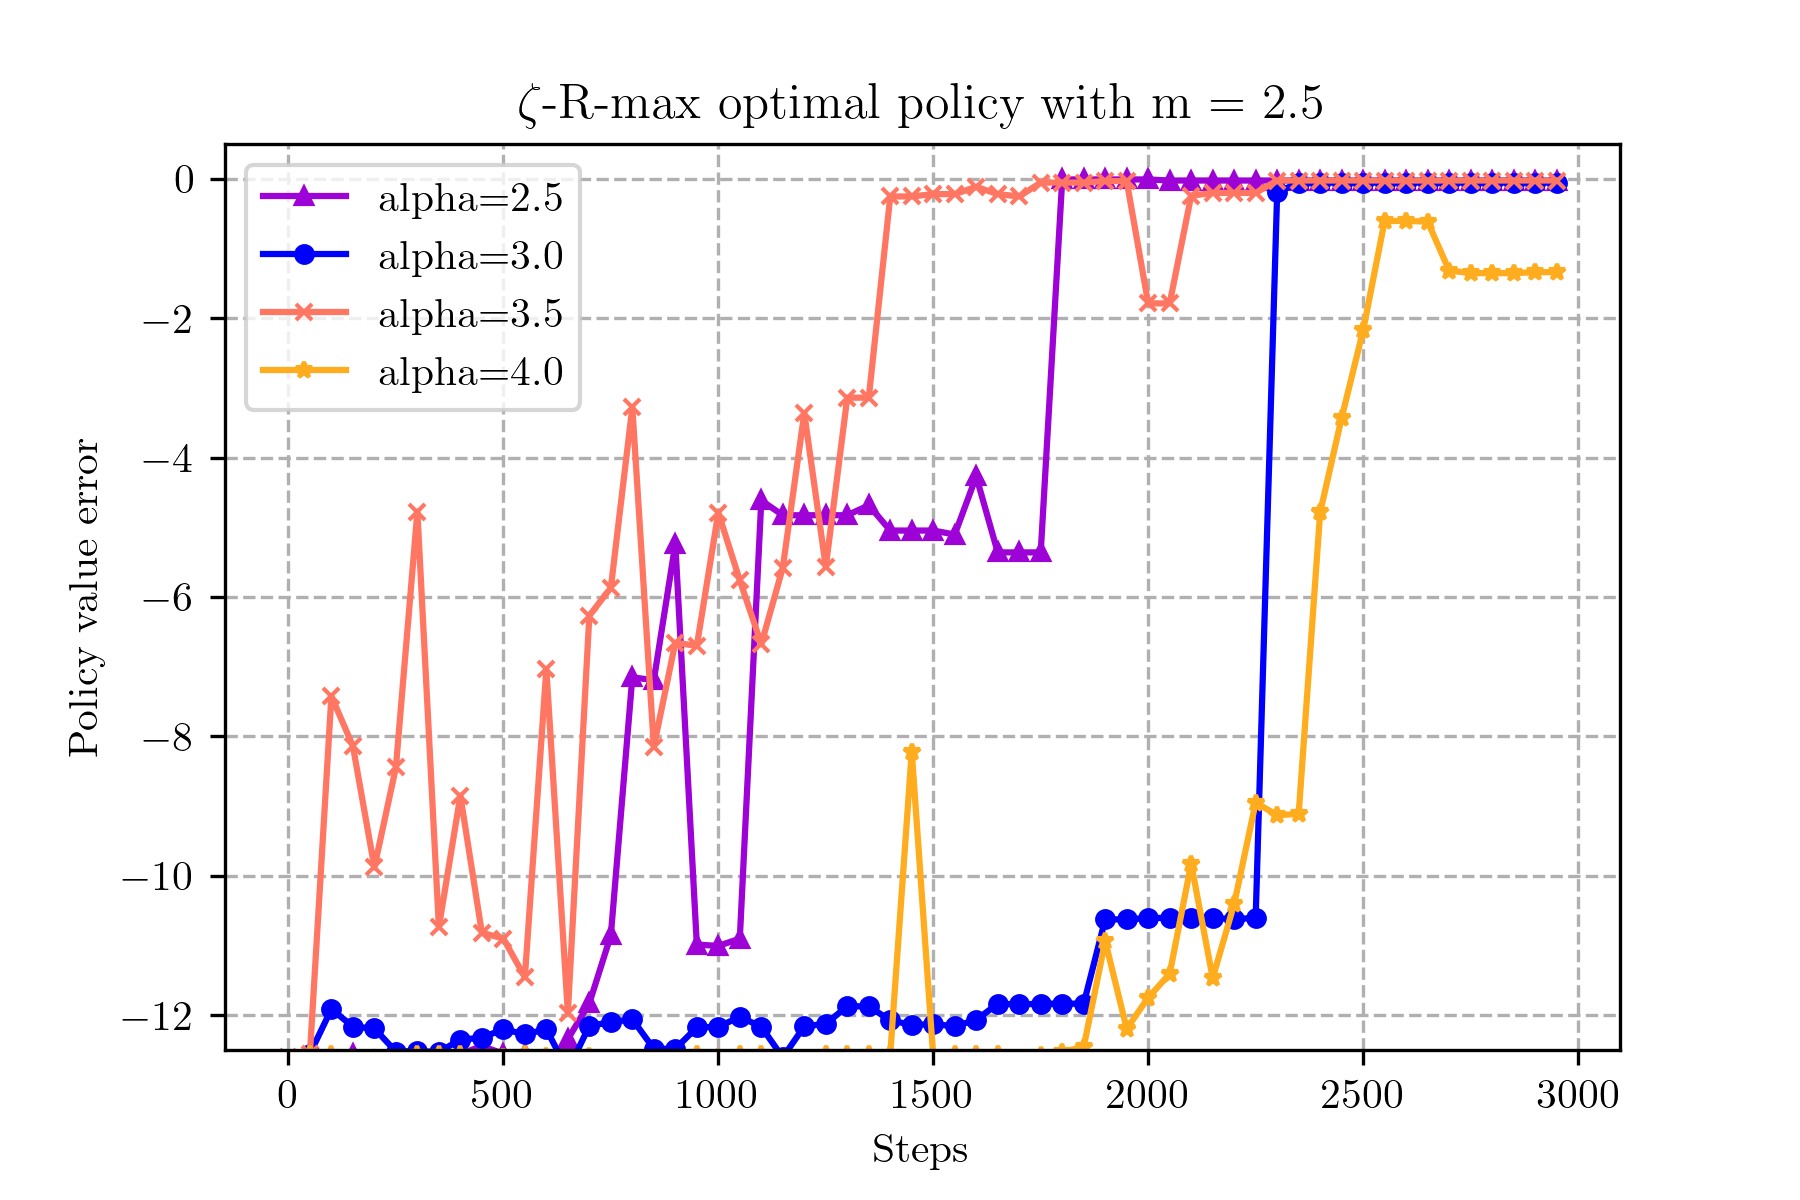 ζ-R-max optimal policy with m = 2.5
alpha=2.5
alpha=3.0
alpha=3.5
alpha=4.0
Policy value error
0
−2
−4
−6
−8
−10
−12
0 500 1000 1500 2000 2500 3000
Steps